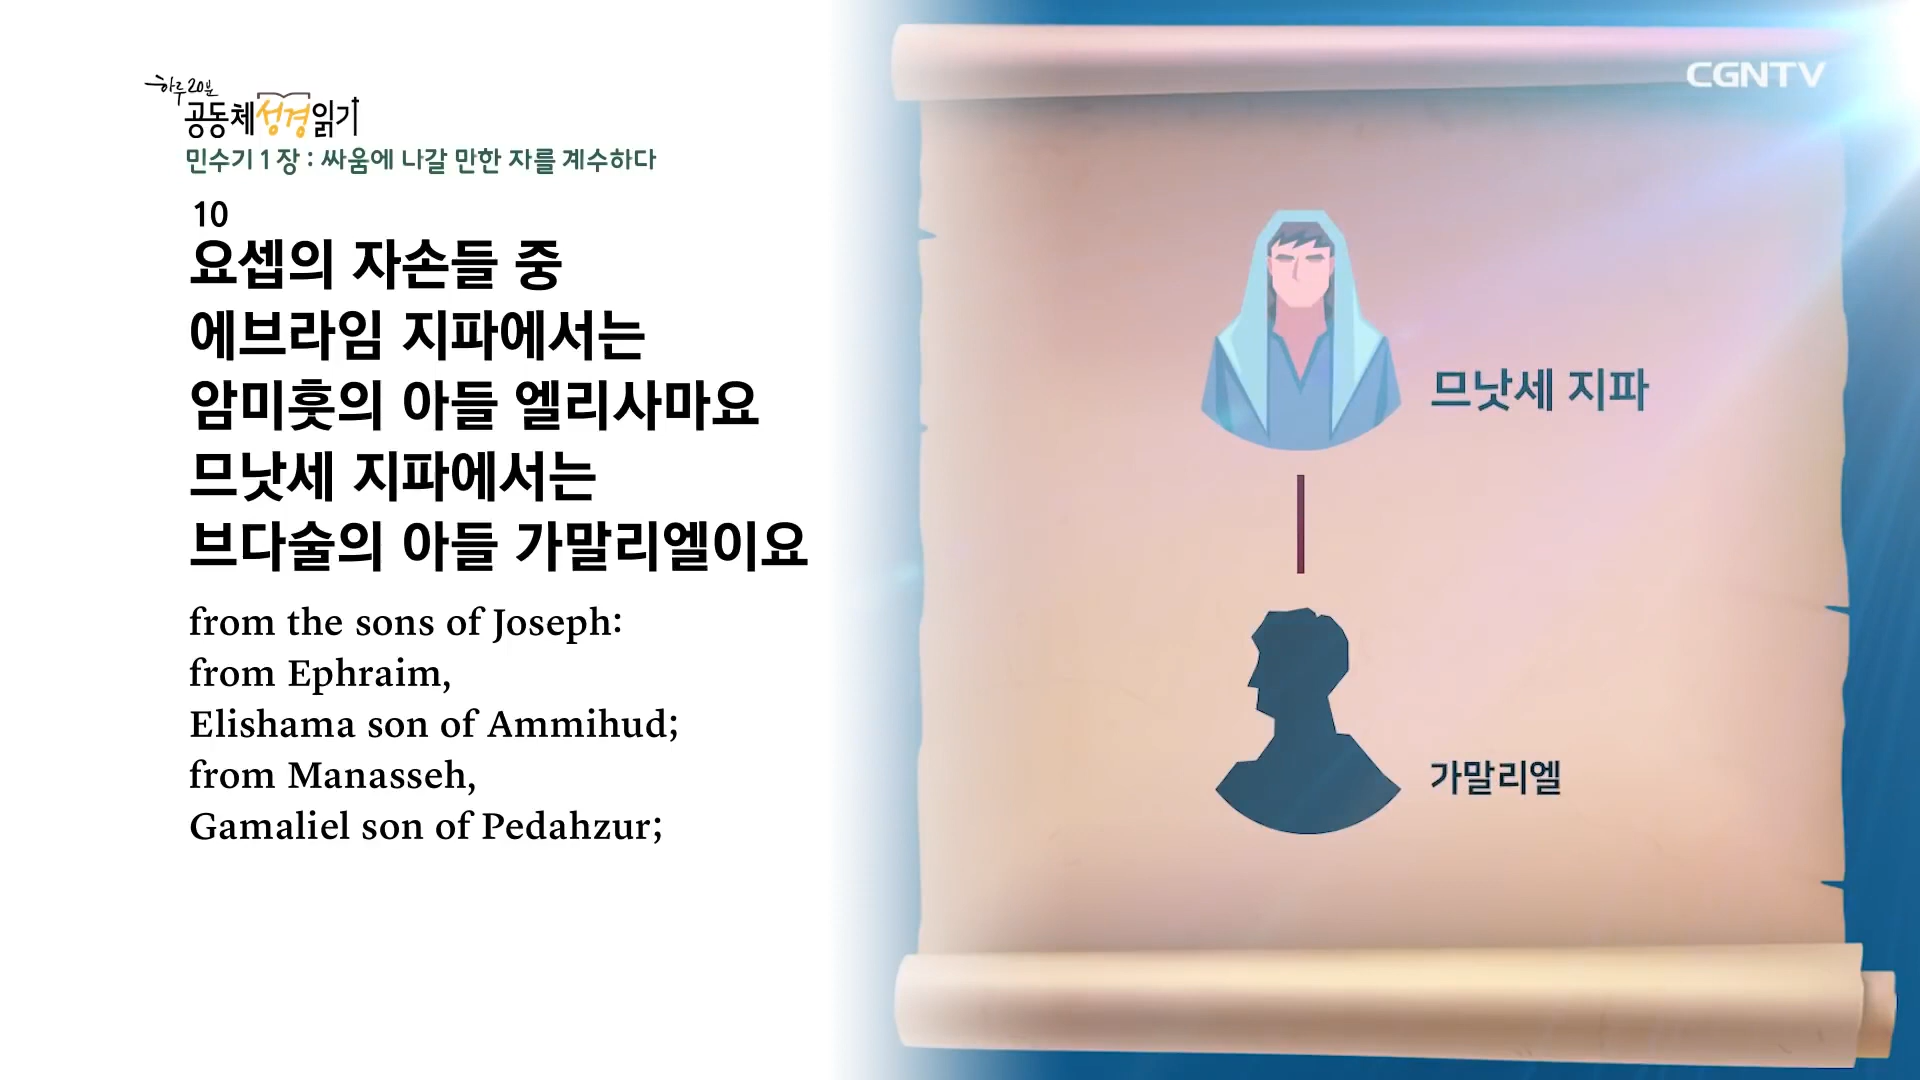 하루 20분
공동체성경읽기
민수기 1 장 : 싸움에 나갈 만한 자를 계수하다
10
요셉의 자손들 중
에브라임 지파에서는
암미훗의 아들 엘리사마요
므낫세 지파에서는
브다술의 아들 가말리엘이요
from the sons of Joseph:
from Ephraim,
Elishama son of Ammihud;
from Manasseh,
Gamaliel son of Pedahzur;
CGNTV
므낫세 지파
가말리엘